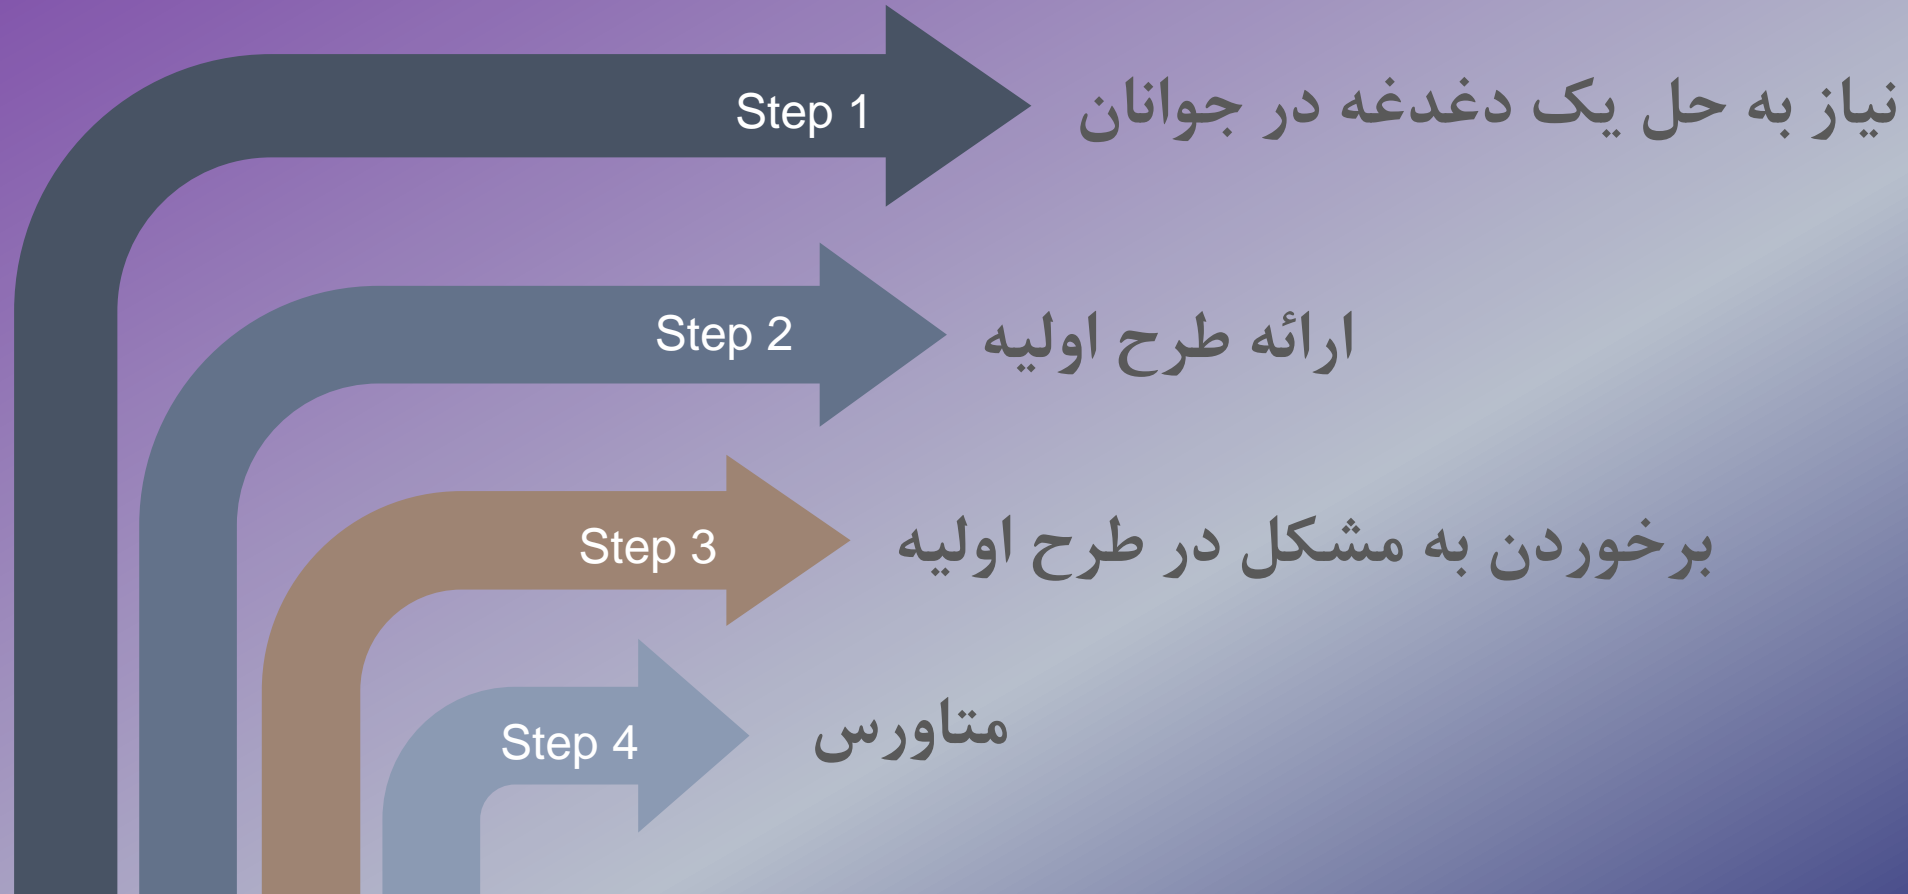 Step 1
نیاز به حل یک دغدغه در جوانان
Step 2
ارائه طرح اولیه
Step 3
برخوردن به مشکل در طرح اولیه
Step 4
متاورس